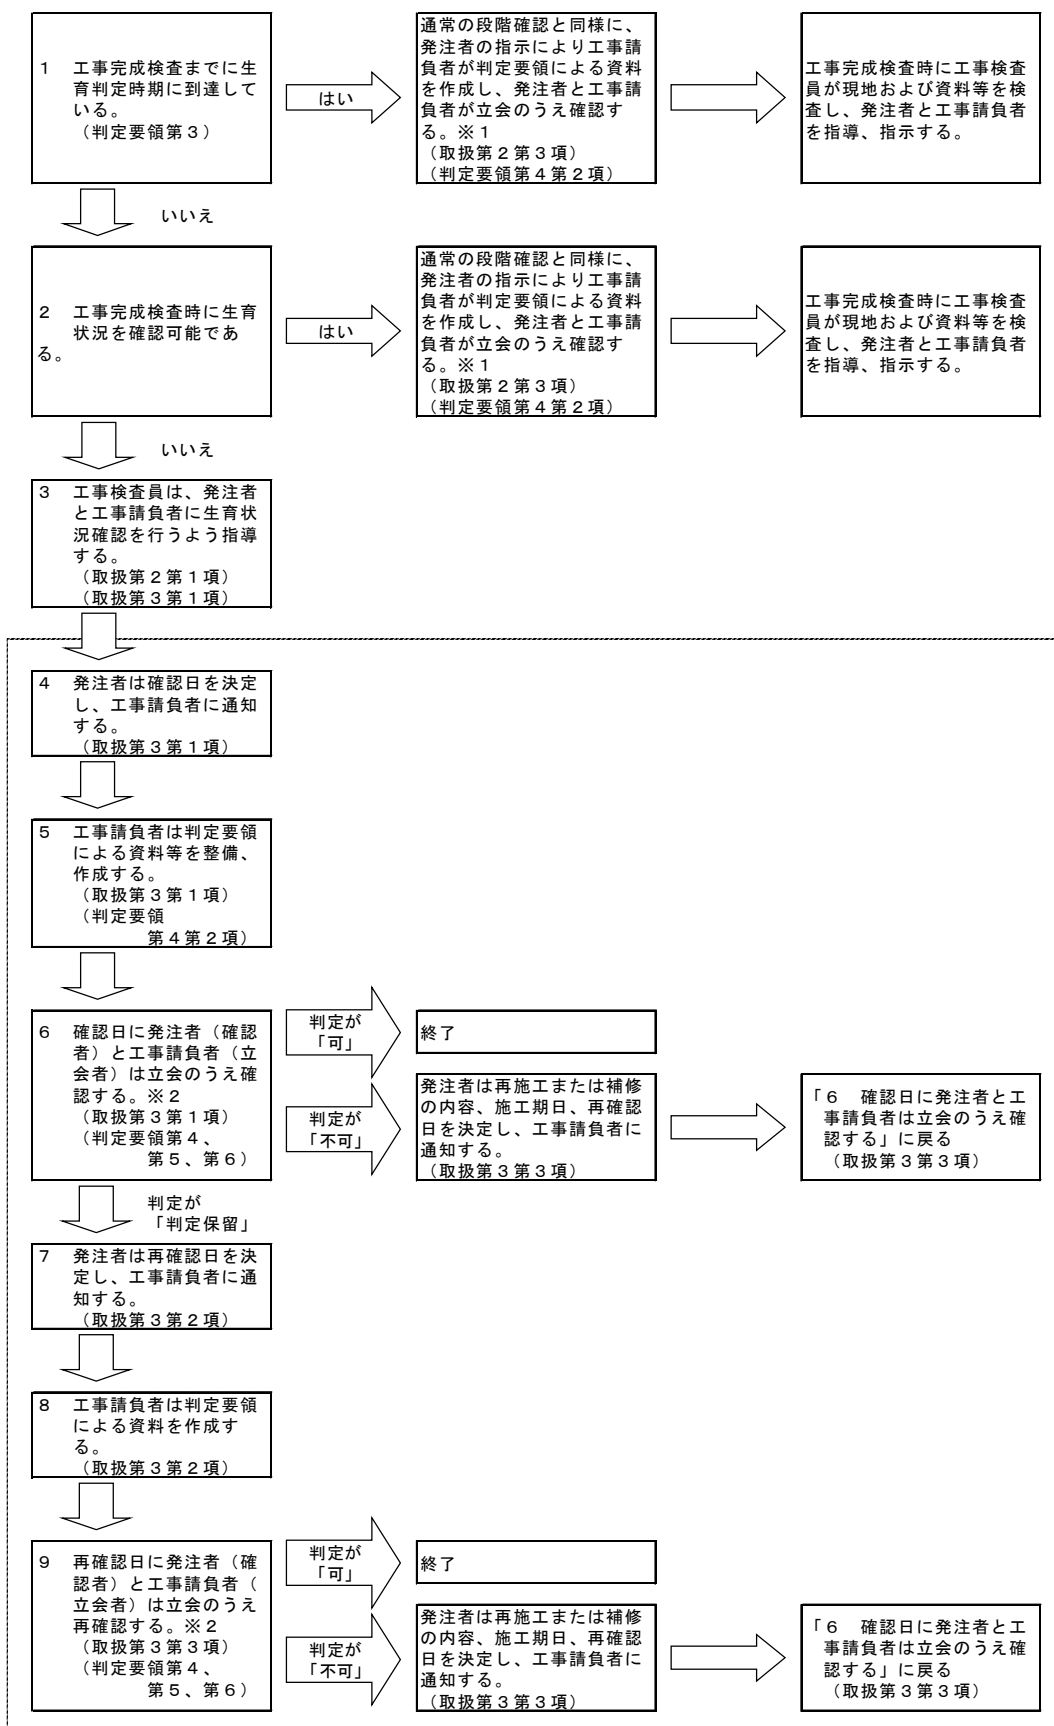 1　工事完成検査までに生
育判定時期に到達して
いる。
（判定要領第3）
はい
通常の段階確認と同様に、
発注者の指示により工事請
負者が判定要領による資料
を作成し、発注者と工事請
負者が立会のうえ確認す
る。※1
（取扱第2第3項）
（判定要領第4第2項）
工事完成検査時に工事検査
員が現地および資料等を検
査し、発注者と工事請負者
を指導、指示する。
いいえ
2　工事完成検査時に生育
状況を確認可能であ
る。
はい
通常の段階確認と同様に、
発注者の指示により工事請
負者が判定要領による資料
を作成し、発注者と工事請
負者が立会のうえ確認す
る。※1
（取扱第2第3項）
（判定要領第4第2項）
工事完成検査時に工事検査
員が現地および資料等を検
査し、発注者と工事請負者
を指導、指示する。
いいえ
3　工事検査員は、発注者
と工事請負者に生育状
況確認を行うよう指導
する。
（取扱第2第1項）
（取扱第3第1項）
4　発注者は確認日を決定
し、工事請負者に通知
する。
（取扱第3第1項）
5　工事請負者は判定要領
による資料等を整備、
作成する。
（取扱第3第1項）
（判定要領
第4第2項）
6　確認日に発注者（確認
者）と工事請負者（立
会者）は立会のうえ確
認する。※2
（取扱第3第1項）
（判定要領第4、
第5、第6）
判定が
「可」
終了
判定が
「不可」
発注者は再施工または補修
の内容、施工期日、再確認
日を決定し、工事請負者に
通知する。
（取扱第3第3項）
「6　確認日に発注者と工
事請負者は立会のうえ確
認する」に戻る
（取扱第3第3項）
判定が
「判定保留」
7　発注者は再確認日を決
定し、工事請負者に通
知する。
（取扱第3第2項）
8　工事請負者は判定要領
による資料を作成す
る。
（取扱第3第2項）
9　再確認日に発注者（確
認者）と工事請負者（
立会者）は立会のうえ
再確認する。※2
（取扱第3第3項）
（判定要領第4、
第5、第6）
判定が
「可」
終了
判定が
「不可」
発注者は再施工または補修
の内容、施工期日、再確認
日を決定し、工事請負者に
通知する。
（取扱第3第3項）
「6　確認日に発注者と工
事請負者は立会のうえ確
認する」に戻る
（取扱第3第3項）